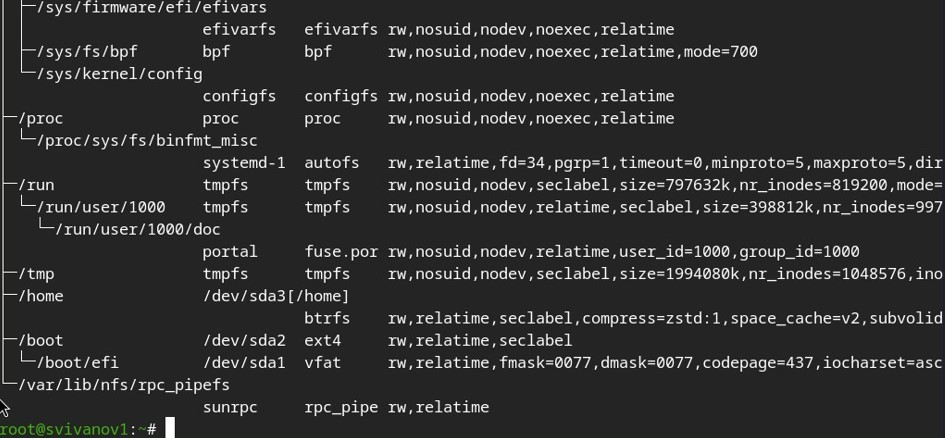 ├─/sys/firmware/efi/efivars
efivarfs efivarfs rw,nosuid,nodev,noexec,relatime
├─/sys/fs/bpf bpf bpf rw,nosuid,nodev,noexec,relatime,mode=700
└─/sys/kernel/config
configfs configfs rw,nosuid,nodev,noexec,relatime
├─/proc proc proc rw,nosuid,nodev,noexec,relatime
└─/proc/sys/fs/binfmt_misc
systemd-1 autofs rw,relatime,fd=34,pgrp=1,timeout=0,minproto=5,maxproto=5,dir
├─/run tmpfs tmpfs rw,nosuid,nodev,seclabel,size=797632k,nr_inodes=819200,mode=
└─/run/user/1000 tmpfs tmpfs rw,nosuid,nodev,relatime,seclabel,size=398812k,nr_inodes=997
└─/run/user/1000/doc
portal fuse.por rw,nosuid,nodev,relatime,user_id=1000,group_id=1000
├─/tmp tmpfs tmpfs rw,nosuid,nodev,seclabel,size=1994080k,nr_inodes=1048576,ino
├─/home /dev/sda3[/home]
btrfs rw,relatime,seclabel,compress=zstd:1,space_cache=v2,subvolid
├─/boot /dev/sda2 ext4 rw,relatime,seclabel
└─/boot/efi /dev/sda1 vfat rw,relatime,fmask=0077,dmask=0077,codepage=437,iocharset=asc
└─/var/lib/nfs/rpc_pipefs
sunrpc rpc_pipe rw,relatime
root@svivanov1:~#